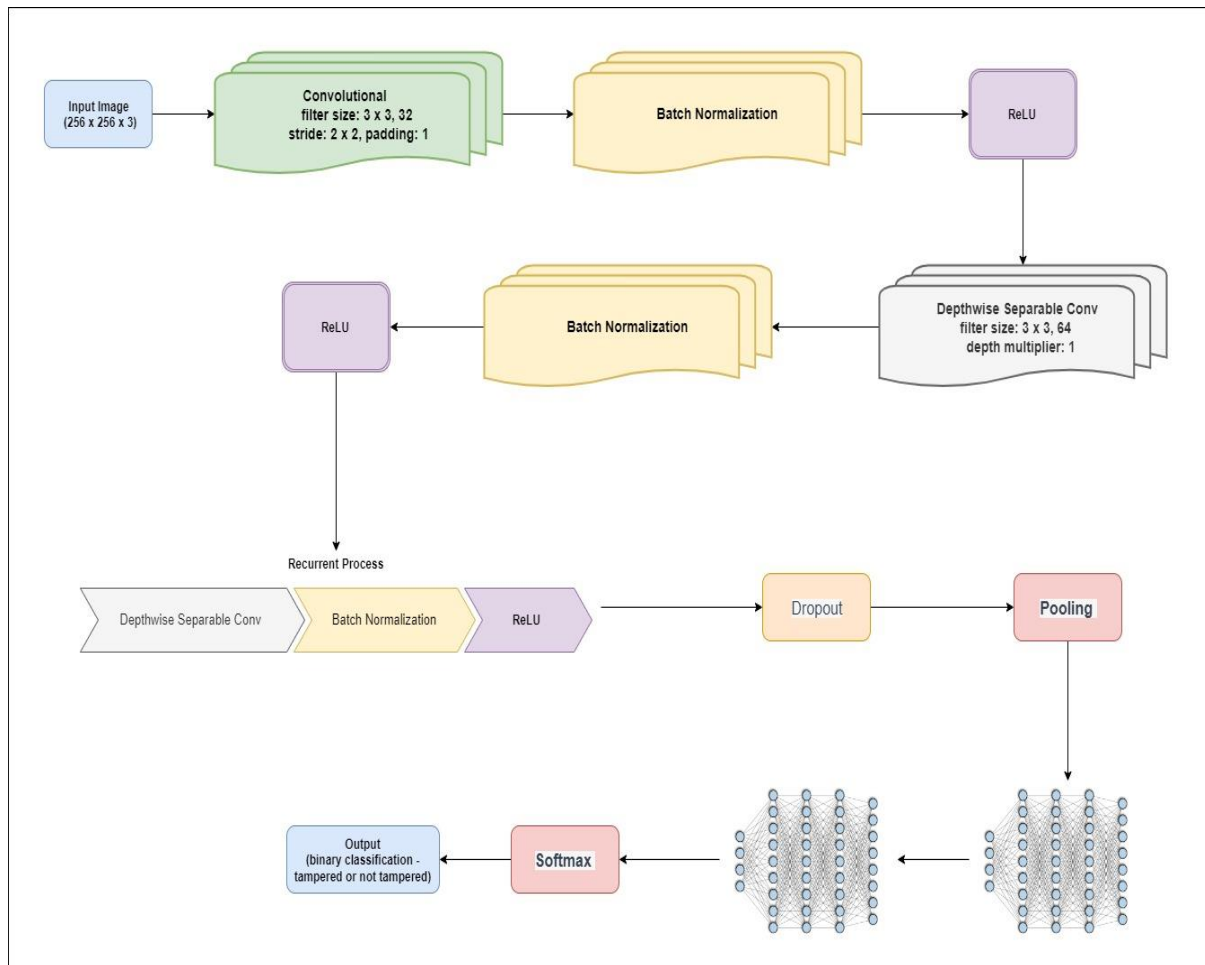 Input Image
(256 x 256 x 3)
Convolutional
filter size: 3 x 3, 32
stride: 2 x 2, padding: 1
Batch Normalization
ReLU
Depthwise Separable Conv
filter size: 3 x 3, 64
depth multiplier: 1
Batch Normalization
ReLU
Recurrent Process
Depthwise Separable Conv
Batch Normalization
ReLU
Dropout
Pooling
Softmax
Output
(binary classification -
tampered or not tampered)